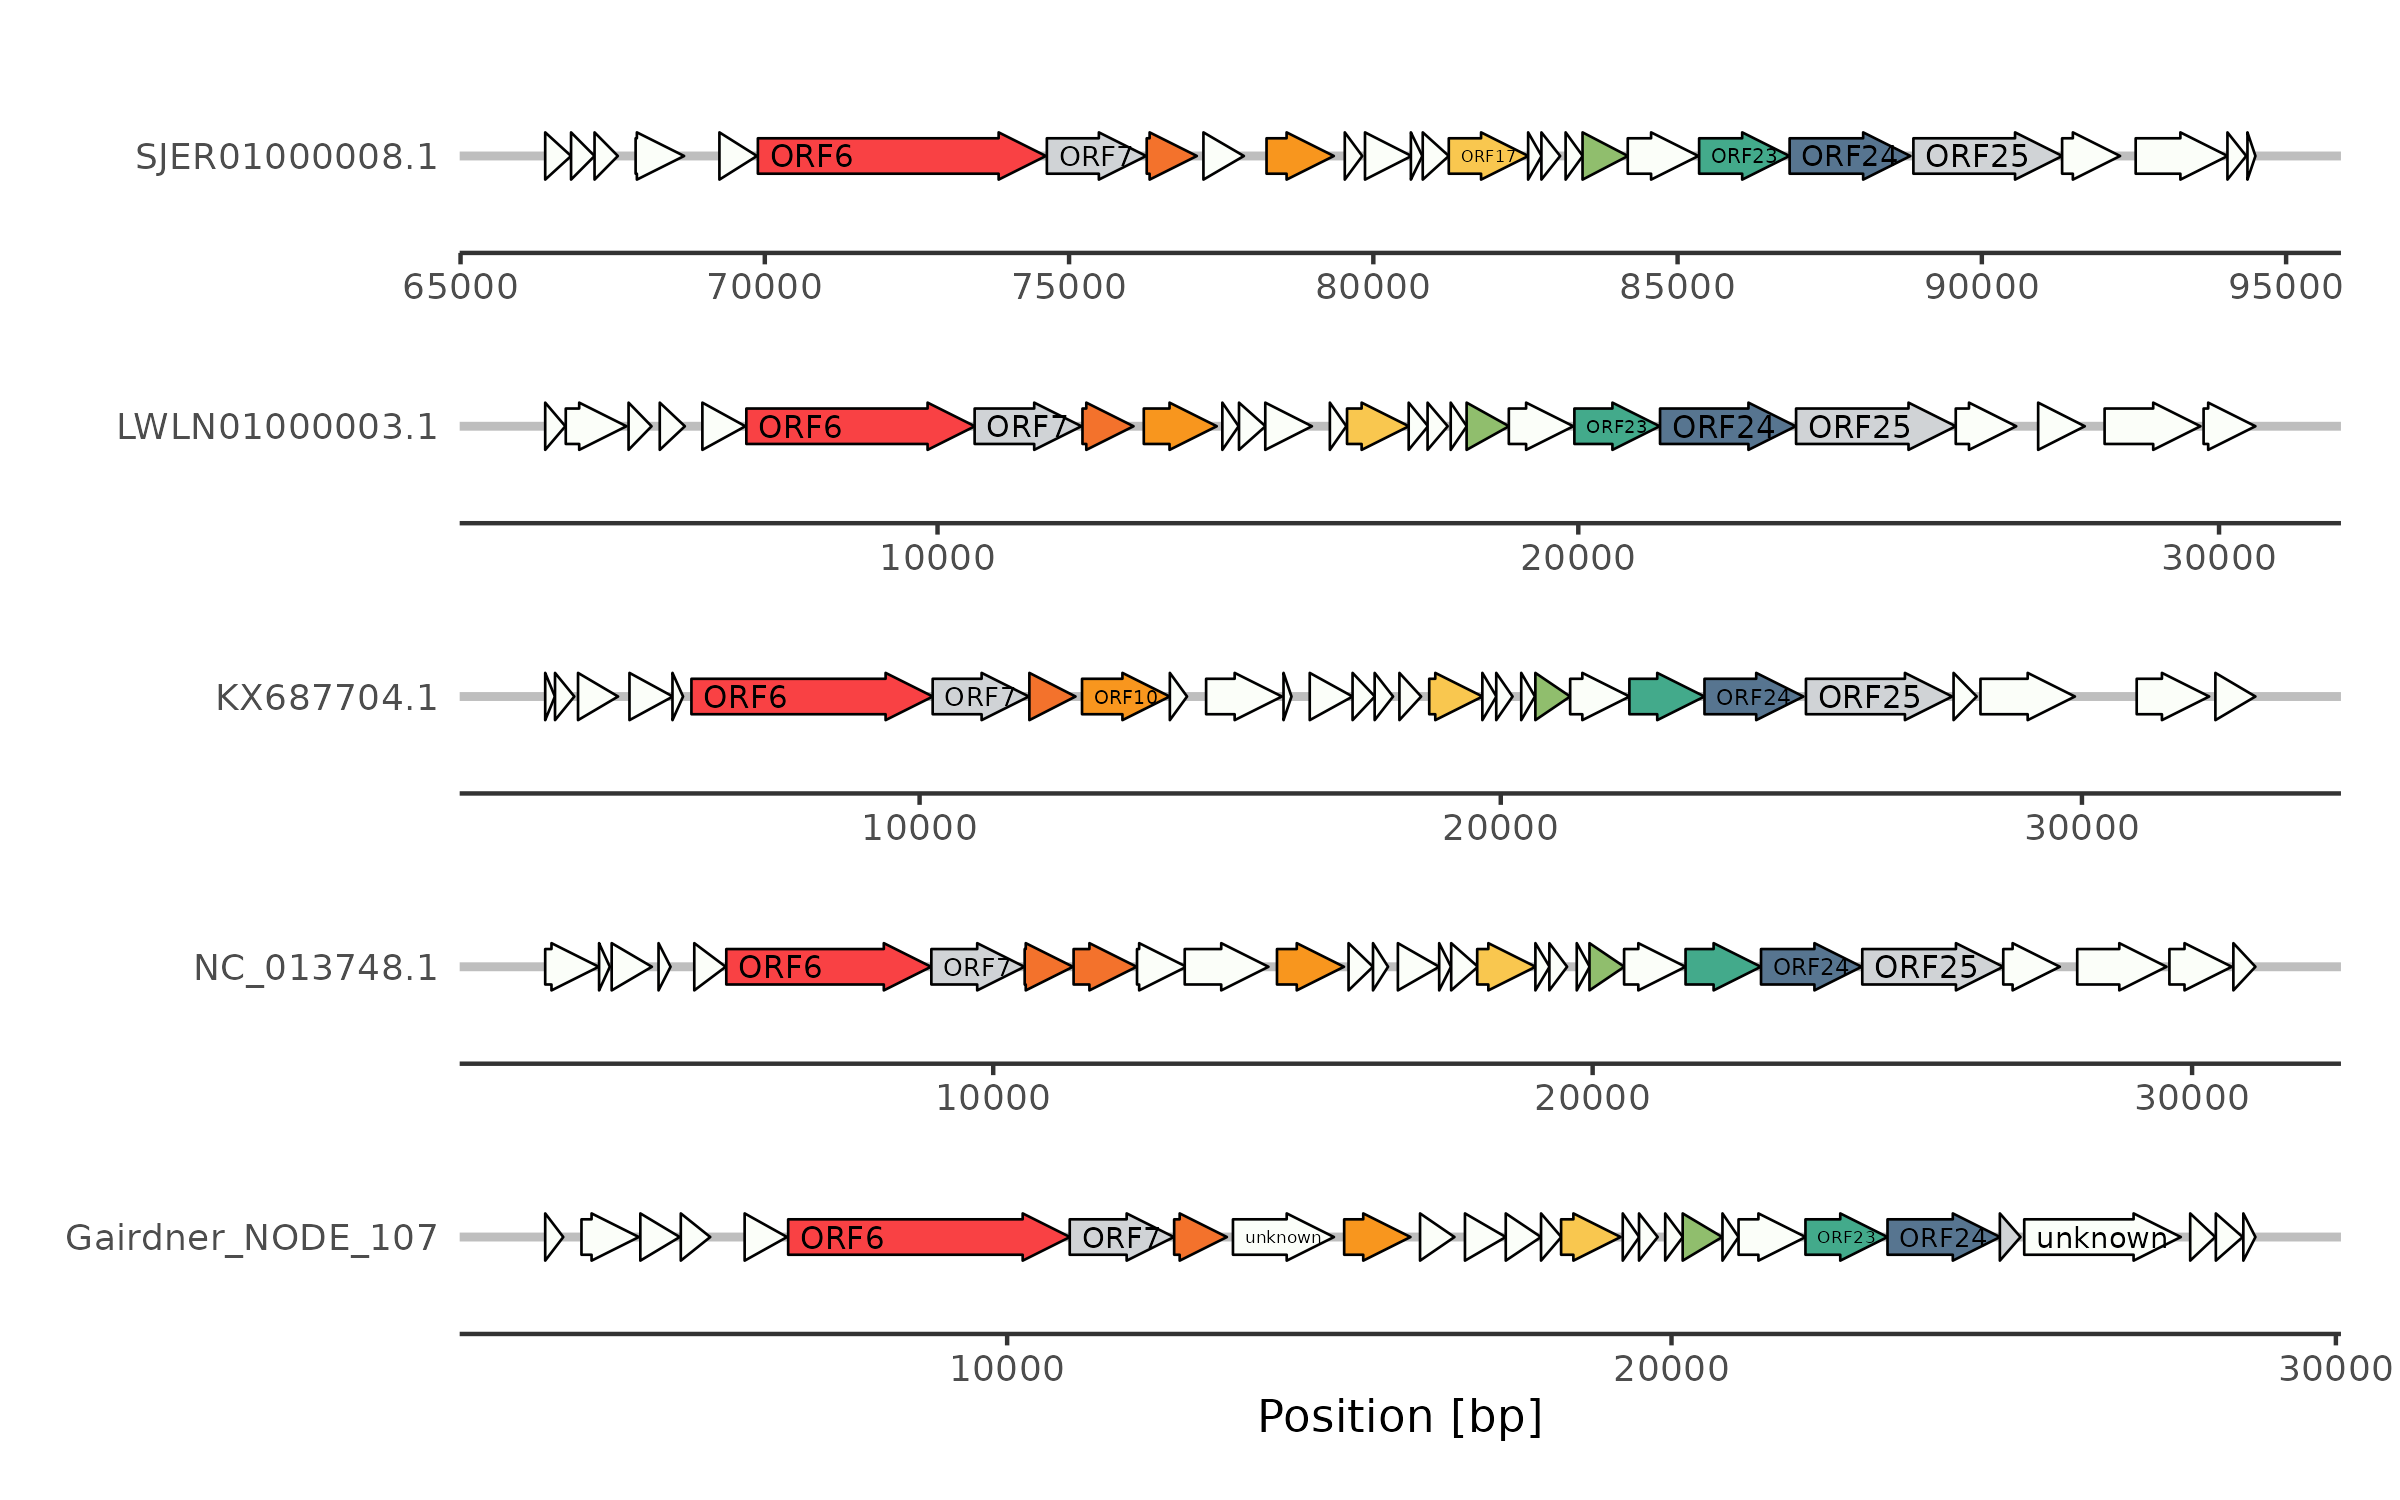 SJER01000008.1 ORF6 ORF7 ORF17 ORF23 ORF24 ORF25
65000 70000 75000 80000 85000 90000 95000
LWLN01000003.1 ORF6 ORF7 ORF23 ORF24 ORF25
10000 20000 30000
KX687704.1 ORF6 ORF7 ORF10 ORF24 ORF25
10000 20000 30000
NC_013748.1 ORF6 ORF7 ORF24 ORF25
10000 20000 30000
Gairdner_NODE_107 ORF6 ORF7 unknown ORF23 ORF24 unknown
10000 20000 30000
Position [bp]